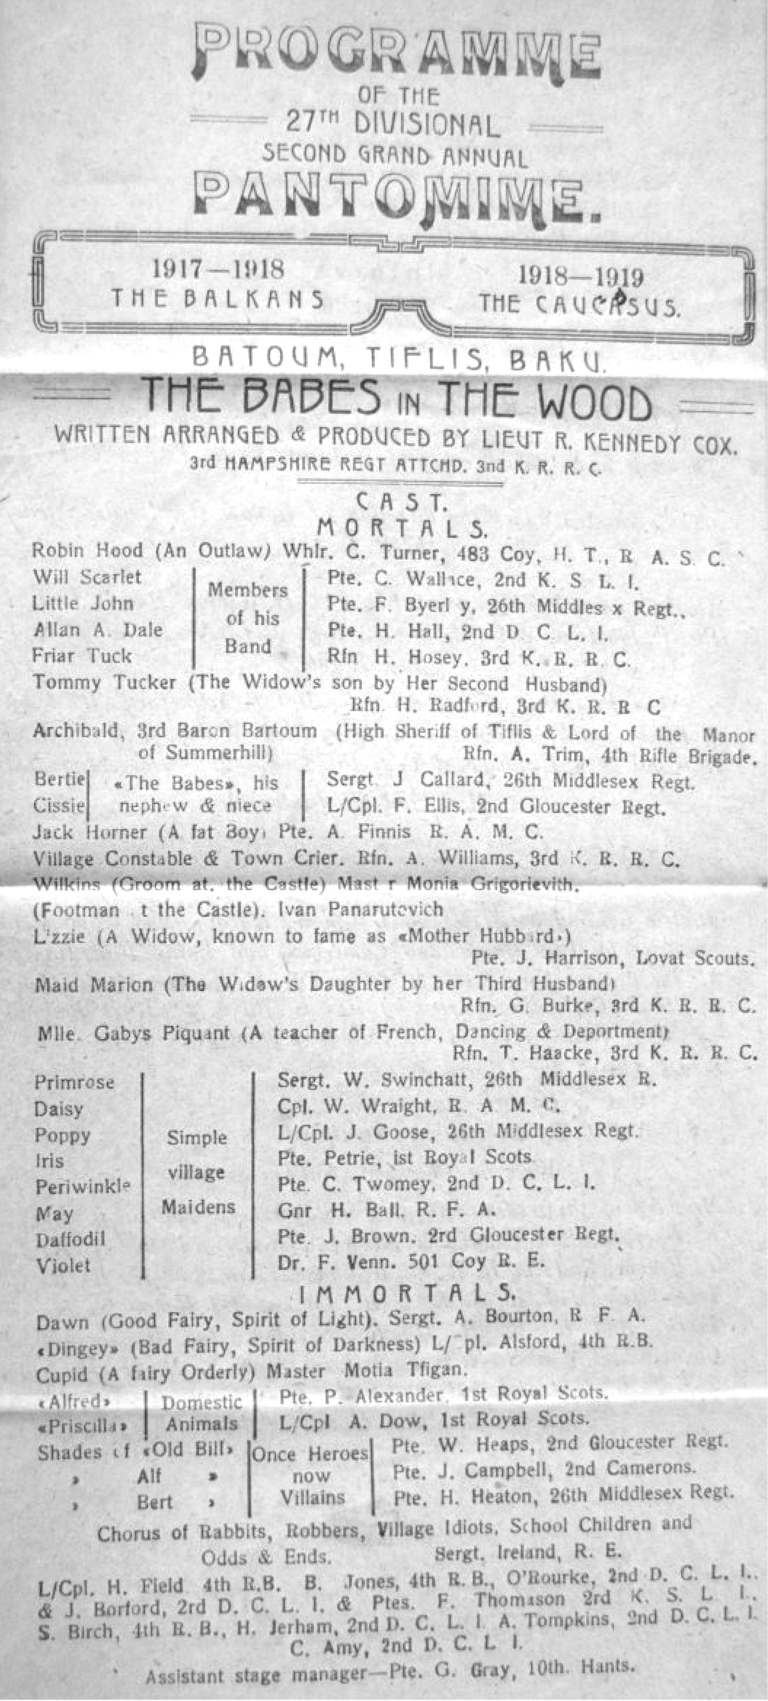 PROGRAMME
OF THE
27TH DIVISIONAL
SECOND GRAND ANNUAL
PANTOMIME.
1917—1918
THE BALKANS
1918—1919
THE CAUCASUS.
BATOUM, TIFLIS, BAKU.
THE BABES IN THE WOOD
WRITTEN ARRANGED & PRODUCED BY LIEUT R. KENNEDY COX.
3rd HAMPSHIRE REGT ATTCHD. 3nd K. R. R. C.
CAST.
MORTALS.
Robin Hood (An Outlaw) Whlr. C. Turner, 483 Coy, H. T., R A. S. C.
Will Scarlet Pte. C. Wallace, 2nd K. S L. I.
Little John Members Pte. F. Byerl y, 26th Middles x Regt..
Allan A. Dale of his Pte. H. Hall, 2nd D. C. L. I.
Friar Tuck Band Rfn H. Hosey, 3rd K. R. R. C.
Tommy Tucker (The Widow's son by Her Second Husband)
Rfn. H. Radford, 3rd K. R. R C
Archibald, 3rd Baron Bartoum (High Sheriff of Tiflis & Lord of the Manor
of Summerhill) Rfn. A. Trim, 4th Rifle Brigade.
Bertie «The Babes», his Sergt. J Callard, 26th Middlesex Regt.
Cissie nephew & niece L/Cpl. F. Ellis, 2nd Gloucester Regt.
Jack Horner (A fat Boy) Pte. A. Finnis R. A. M. C.
Village Constable & Town Crier. Rfn. A. Williams, 3rd K. R. R. C.
Wilkins (Groom at. the Castle) Mast r Monia Grigorievith.
(Footman t the Castle). Ivan Panarutovich
Lizzie (A Widow, known to fame as «Mother Hubbard»)
Pte. J. Harrison, Lovat Scouts.
Maid Marion (The Widow's Daughter by her Third Husband)
Rfn. G. Burke, 3rd K. R. R. C.
Mlle. Gabys Piquant (A teacher of French, Dancing & Deportment)
Rfn. T. Haacke, 3rd K. R. R. C.
Primrose Sergt. W. Swinchatt, 26th Middlesex R.
Daisy Cpl. W. Wraight, R. A M. C.
Poppy Simple L/Cpl. J. Goose, 26th Middlesex Regt.
Iris Pte. Petrie, ist Royal Scots
Periwinkle village Pte. C. Twomey, 2nd D. C. L. I.
May Maidens Gnr H. Ball. R. F. A.
Daffodil Pte. J. Brown. 2rd Gloucester Regt.
Violet Dr. F. Venn. 501 Coy R. E.
IMMORTALS.
Dawn (Good Fairy, Spirit of Light). Sergt. A. Bourton, R F. A.
«Dingey» (Bad Fairy, Spirit of Darkness) L/ pl. Alsford, 4th R.B.
Cupid (A fairy Orderly) Master Motia Tfigan.
«Alfred» Domestic Pte. P. Alexander, 1st Royal Scots.
«Priscilla» Animals L/Cpl A. Dow, 1st Royal Scots.
Shades of «Old Bill» Once Heroes Pte. W. Heaps, 2nd Gloucester Regt.
» Alf » now Pte. J. Campbell, 2nd Camerons.
» Bert » Villains Pte. H. Heaton, 26th Middlesex Regt.
Chorus of Rabbits, Robbers, Village Idiots, School Children and
Odds & Ends. Sergt. Ireland, R. E.
L/Cpl. H. Field 4th R.B. B. Jones, 4th R. B., O'Rourke, 2nd D. C. L. I..
& J. Borford, 2rd D. C. L. I. & Ptes. F. Thomason 2rd K. S. L. I.,
S. Birch, 4th R. B., H. Jerham, 2nd D. C. L. I. A. Tompkins, 2nd D. C. L. I.
C. Amy, 2nd D. C. L. I.
Assistant stage manager—Pte. G. Gray, 10th. Hants.